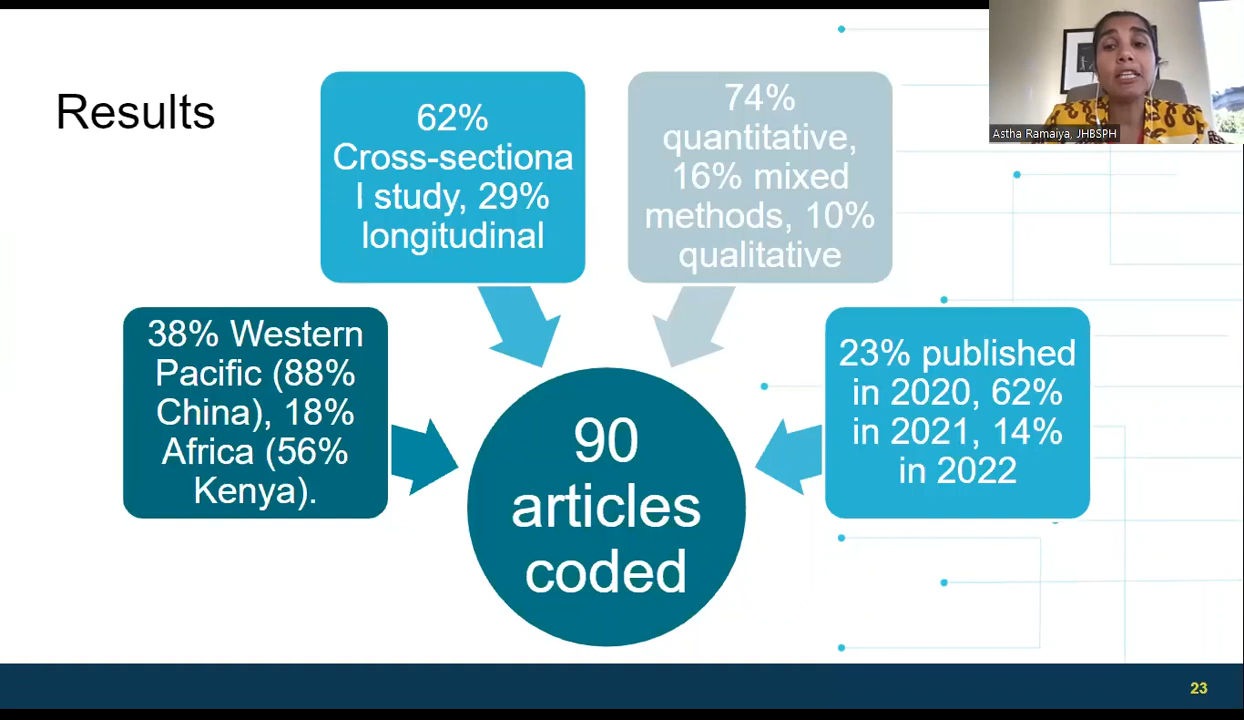 Results
62%
Cross-sectiona
l study, 29%
longitudinal
74%
quantitative,
16% mixed
methods, 10%
qualitative
Astha Ramaiya, JHBSPH
38% Western
Pacific (88%
China), 18%
Africa (56%
Kenya).
23% published
in 2020, 62%
in 2021, 14%
in 2022
90
articles
coded
23